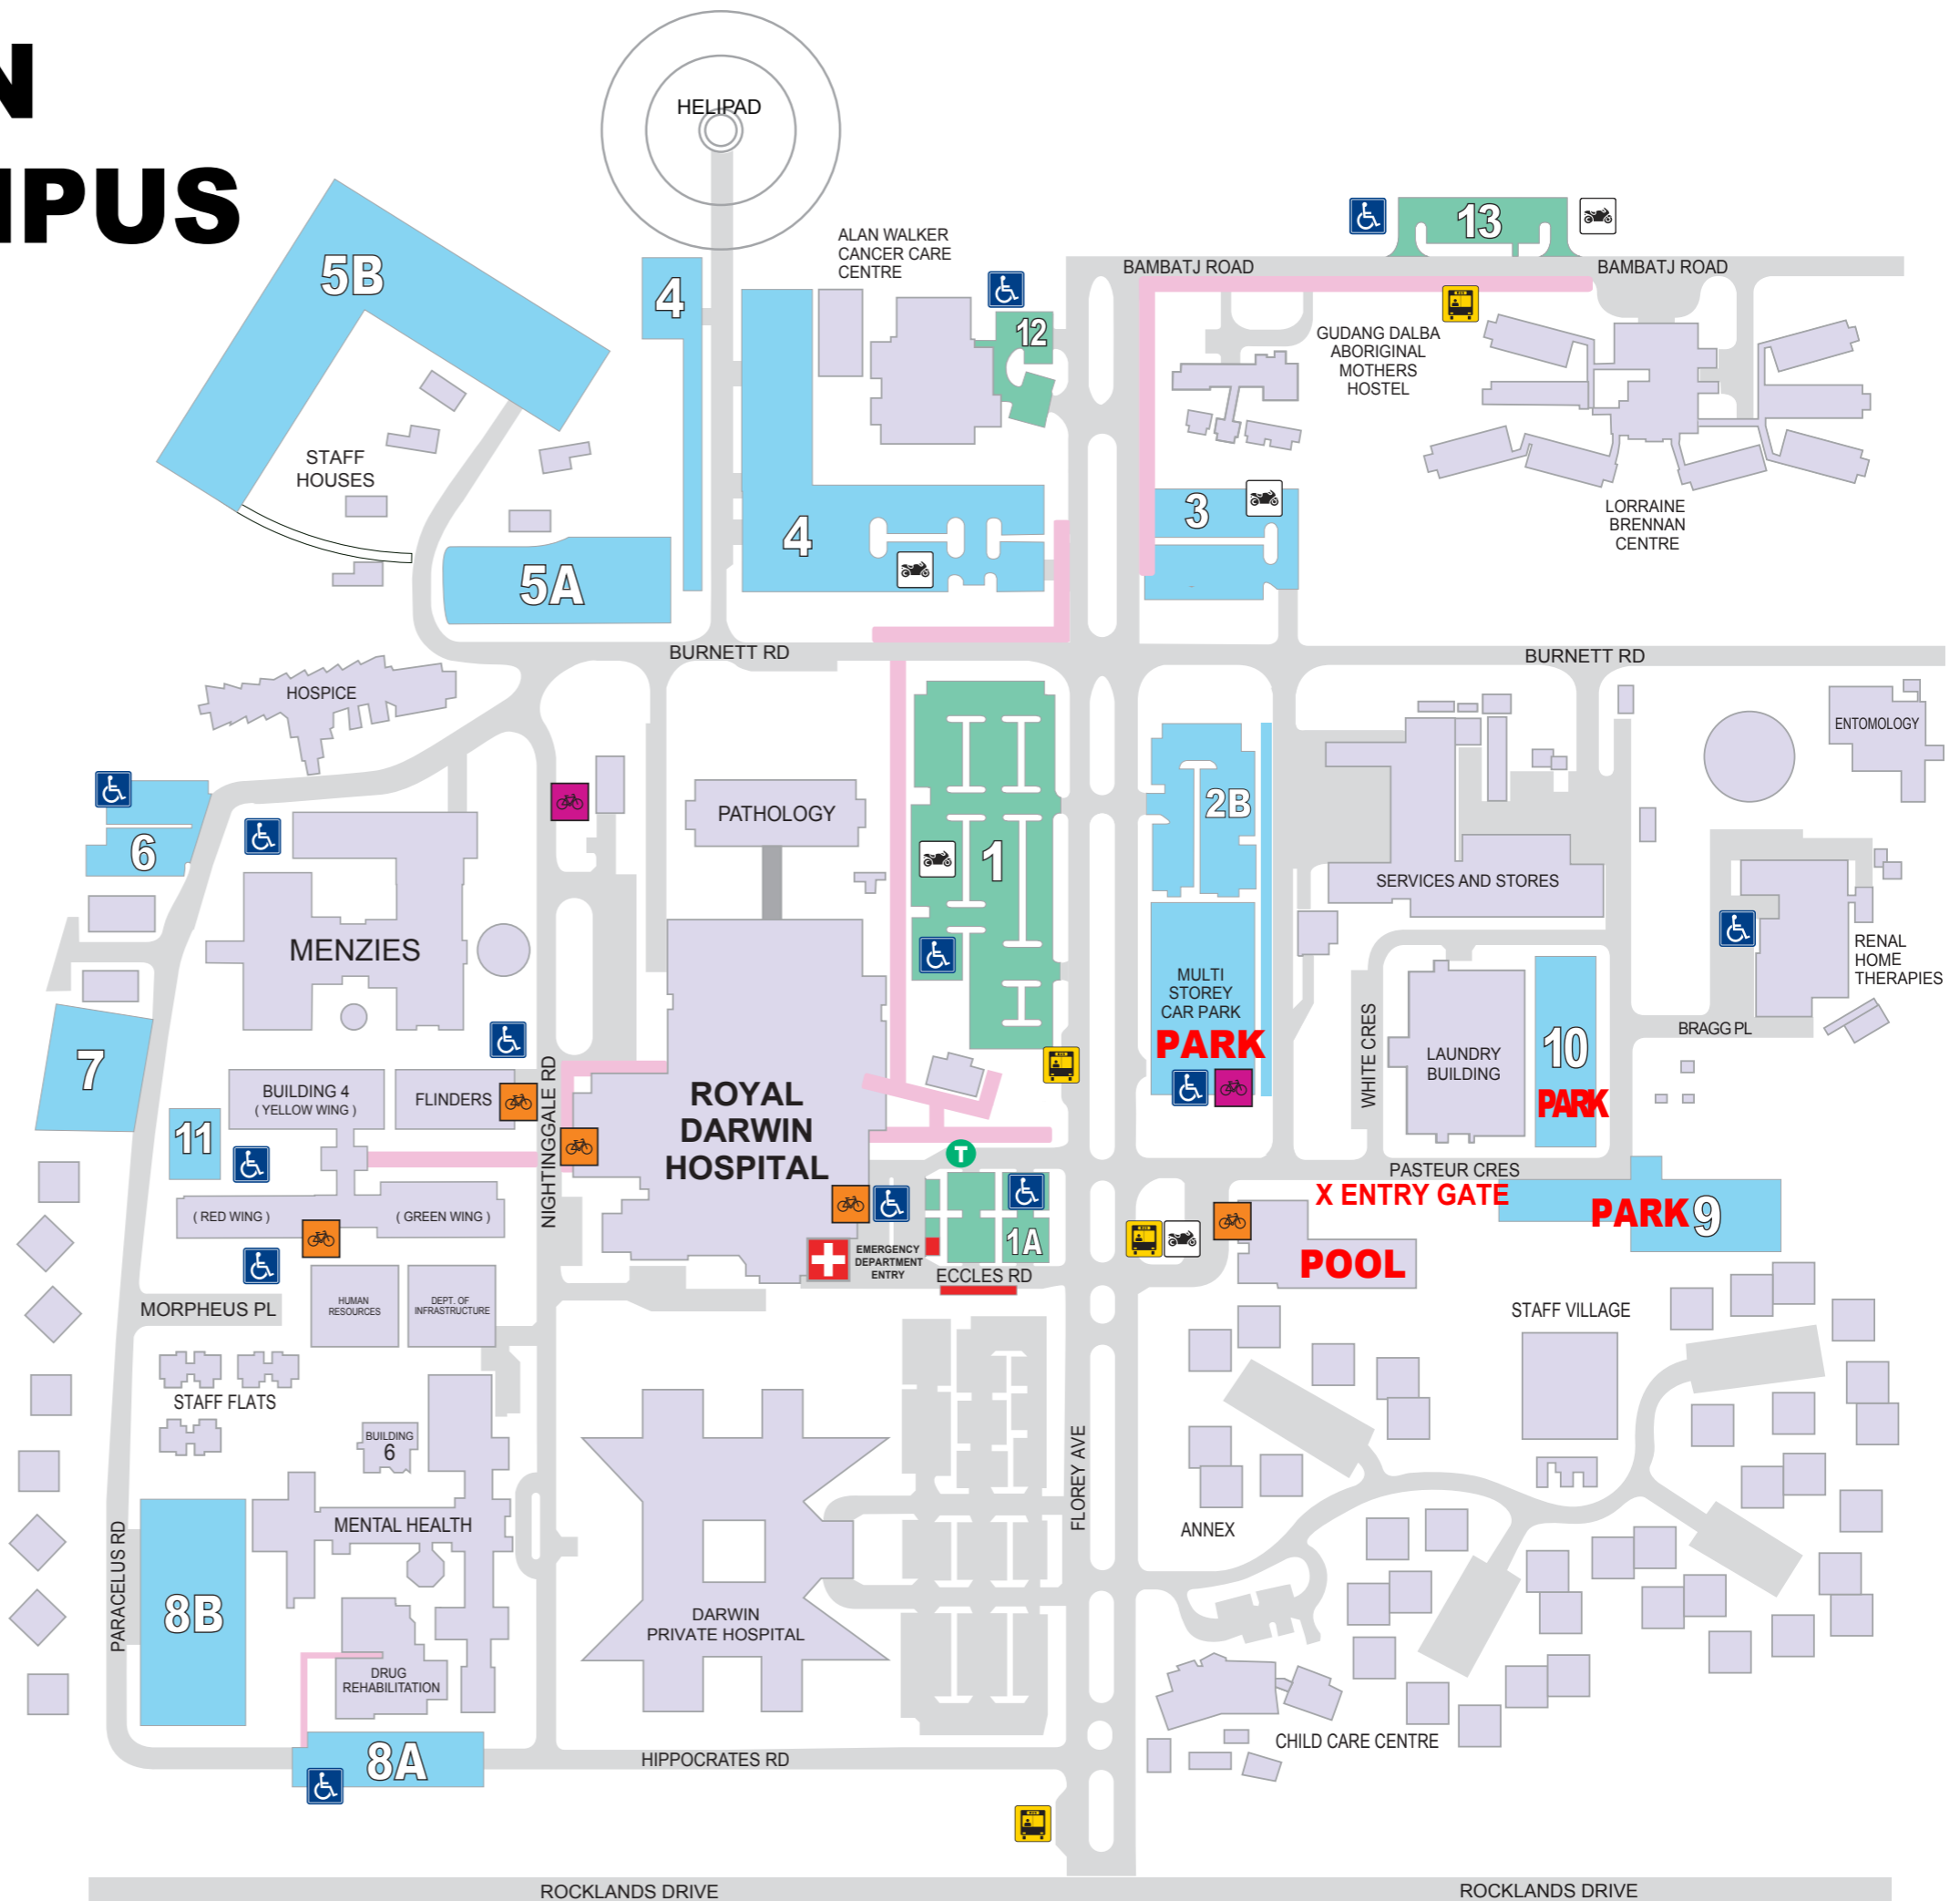 N
MPUS
HELIPAD
ALAN WALKER
CANCER CARE
CENTRE
13
BAMBATJ ROAD
BAMBATJ ROAD
5B
4
12
GUDANG DALBA
ABORIGINAL
MOTHERS
HOSTEL
STAFF
HOUSES
3
LORRAINE
BRENNAN
CENTRE
4
5A
BURNETT RD
BURNETT RD
HOSPICE
ENTOMOLOGY
PATHOLOGY
2B
6
1
SERVICES AND STORES
MENZIES
RENAL
HOME
THERAPIES
MULTI
STOREY
CAR PARK
PARK
WHITE CRES
BRAGG PL
10
LAUNDRY
BUILDING
PARK
7
BUILDING 4
( YELLOW WING )
FLINDERS
NIGHTINGGALE RD
ROYAL
DARWIN
HOSPITAL
11
T
PASTEUR CRES
X ENTRY GATE
PARK 9
( RED WING )
( GREEN WING )
1A
EMERGENCY
DEPARTMENT
ENTRY
ECCLES RD
POOL
MORPHEUS PL
HUMAN
RESOURCES
DEPT. OF
INFRASTRUCTURE
STAFF VILLAGE
STAFF FLATS
BUILDING
6
FLOREY AVE
ANNEX
MENTAL HEALTH
PARACELUS RD
8B
DARWIN
PRIVATE HOSPITAL
DRUG
REHABILITATION
CHILD CARE CENTRE
8A
HIPPOCRATES RD
ROCKLANDS DRIVE
ROCKLANDS DRIVE